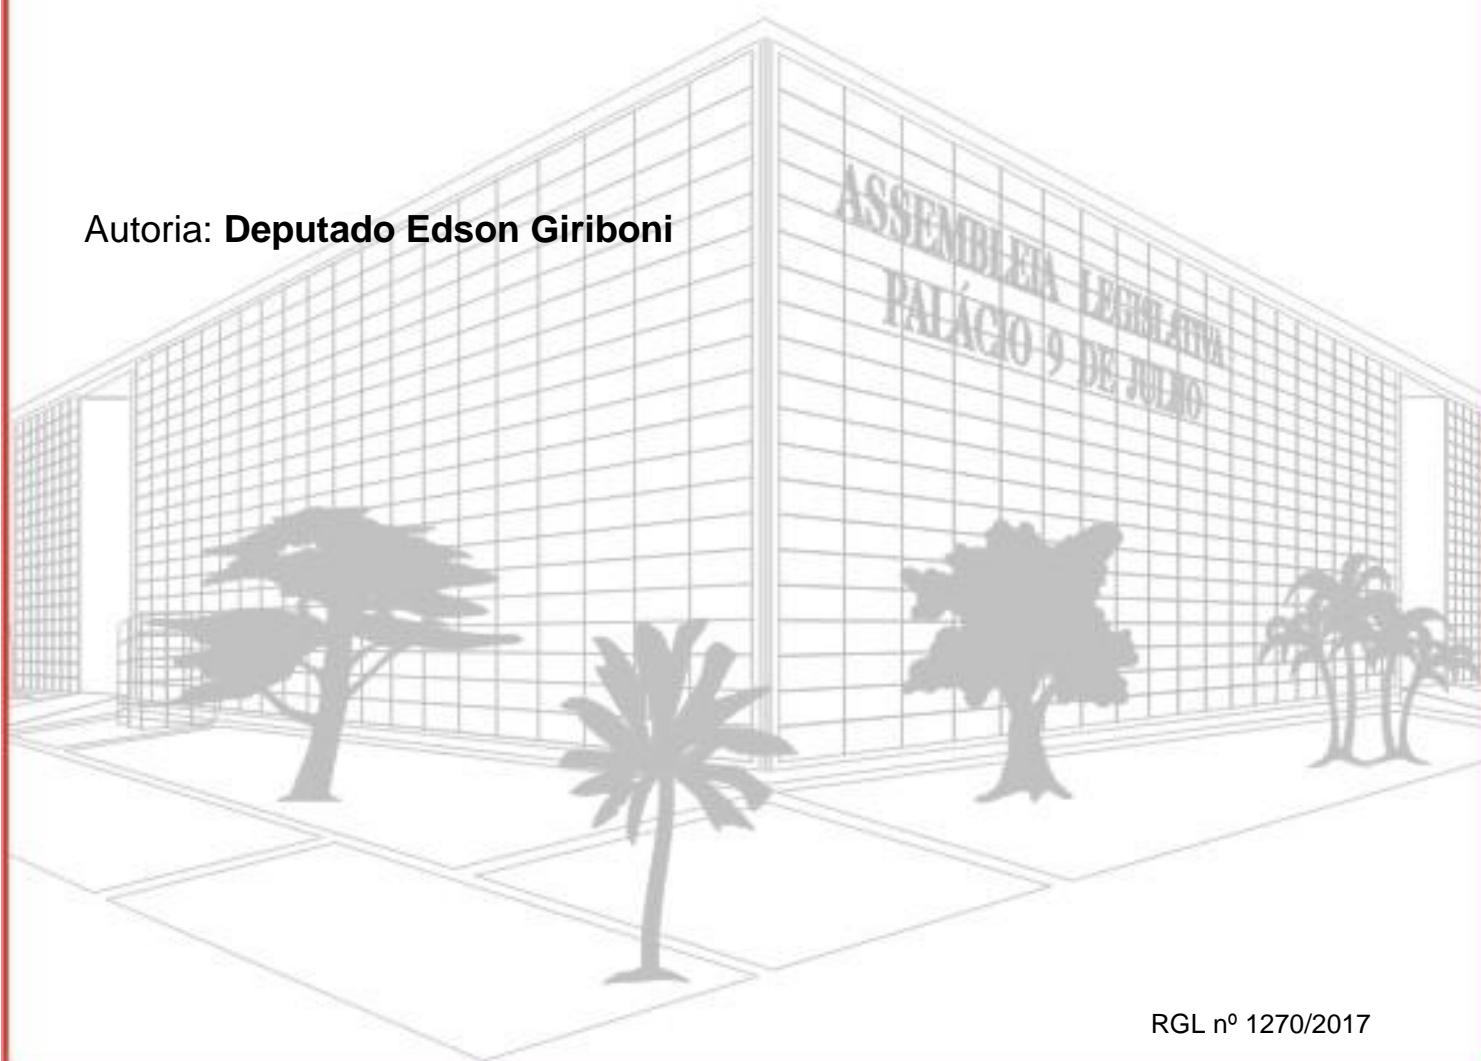 Autoria: Deputado Edson Giriboni
ASSEMBLEIA LEGISLATIVA
PALÁCIO 9 DE JULHO
RGL nº 1270/2017